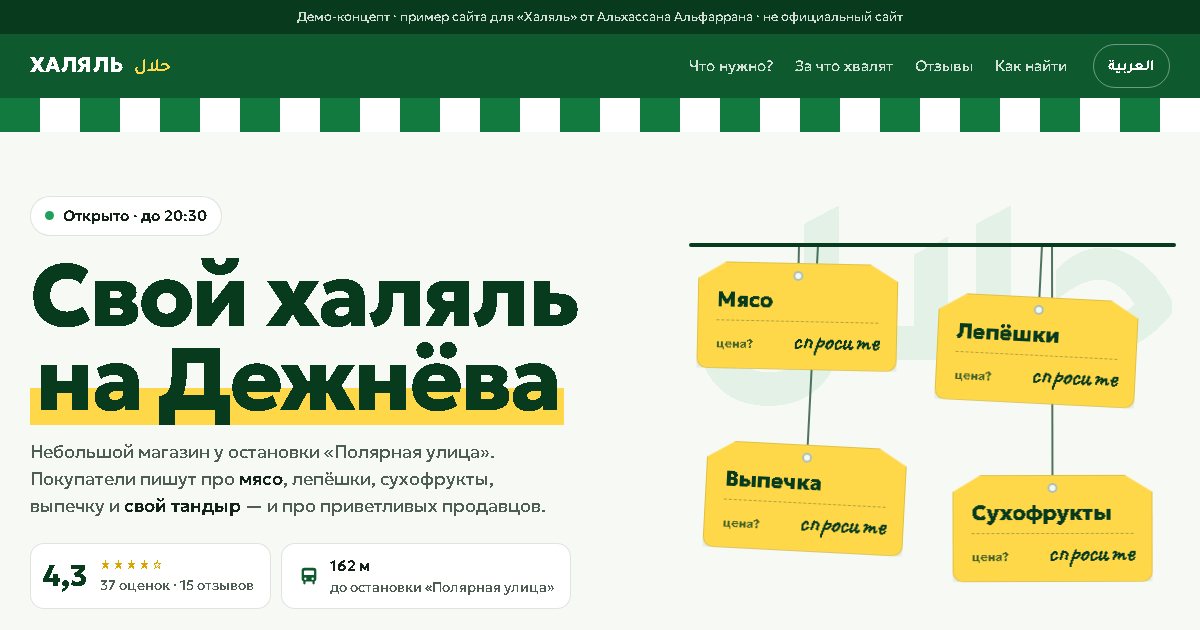 Демо-концепт · пример сайта для «Халяль» от Альхассана Альфаррана · не официальный сайт
ХАЛЯЛЬ حلال
Что нужно? За что хвалят Отзывы Как найти العربية
Открыто · до 20:30
Свой халяль
на Дежнёва
Небольшой магазин у остановки «Полярная улица».
Покупатели пишут про мясо, лепёшки, сухофрукты,
выпечку и свой тандыр — и про приветливых продавцов.
4,3 ★★★★☆
37 оценок · 15 отзывов
162 м
до остановки «Полярная улица»
حلال
Мясо
цена? спросите
Лепёшки
цена? спросите
Выпечка
цена? спросите
Сухофрукты
цена? спросите